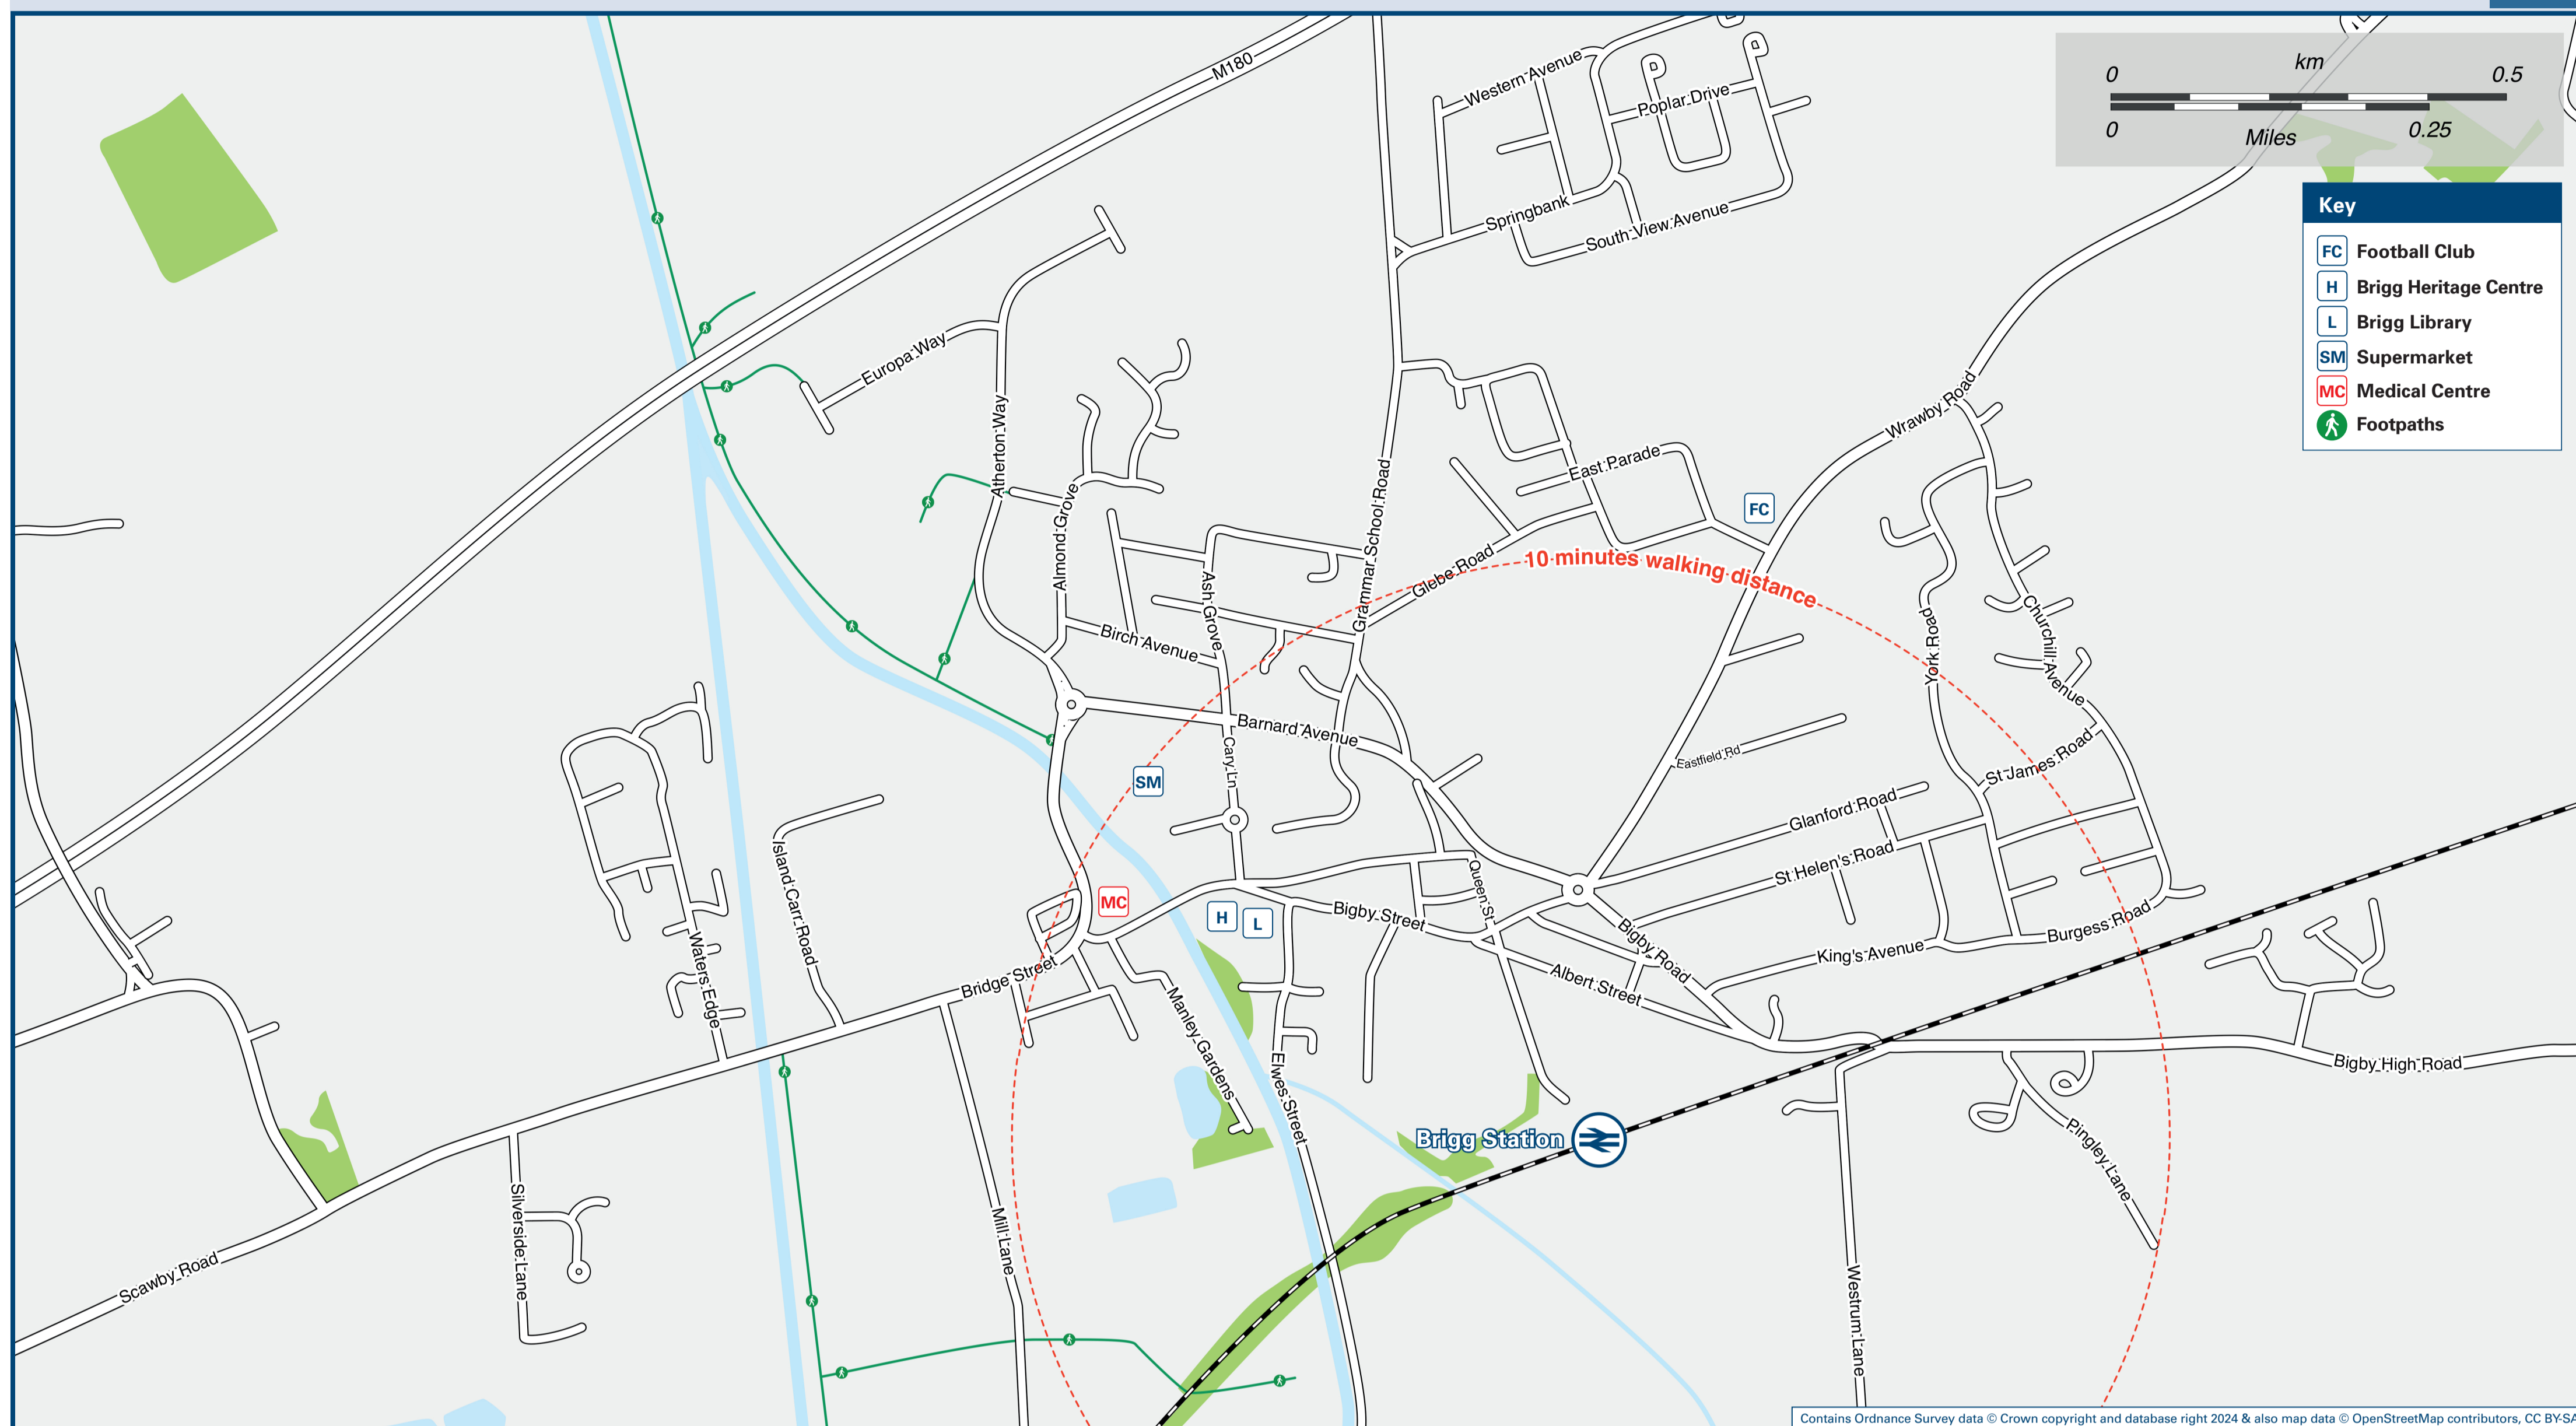 M180
Western Avenue
Poplar Drive
Springbank
South View Avenue
km
0
0.5
0
0.25
Miles
Key
FC Football Club
H Brigg Heritage Centre
L Brigg Library
SM Supermarket
MC Medical Centre
Footpaths
Europa Way
Atherton Way
Almond Grove
Birch Avenue
Ash Grove
Grammar School Road
Glebe Road
East Parade
FC
Wrawby Road
10 minutes walking distance
York Road
Churchill Avenue
St James Road
Barnard Avenue
Cary Ln
SM
Eastfield Rd
Glanford Road
St Helen's Road
Island Carr Road
Waters Edge
MC
H
L
Queen St
Bigby Street
Bigby Road
King's Avenue
Burgess Road
Bridge Street
Albert Street
Manley Gardens
Elwes Street
Bigby High Road
Brigg Station
Pingley Lane
Silverside Lane
Mill Lane
Scawby Road
Westrum Lane
Contains Ordnance Survey data © Crown copyright and database right 2024 & also map data © OpenStreetMap contributors, CC BY-SA